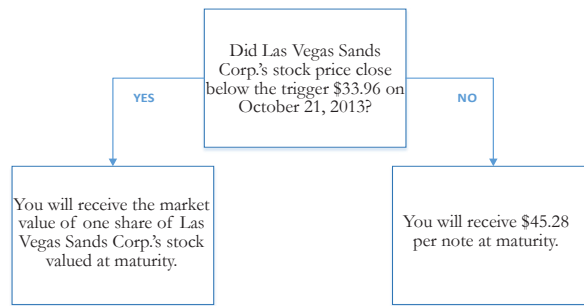 Did Las Vegas Sands
Corp.'s stock price close
below the trigger $33.96 on
October 21, 2013?
YES
NO
You will receive the market
value of one share of Las
Vegas Sands Corp.'s stock
valued at maturity.
You will receive $45.28
per note at maturity.